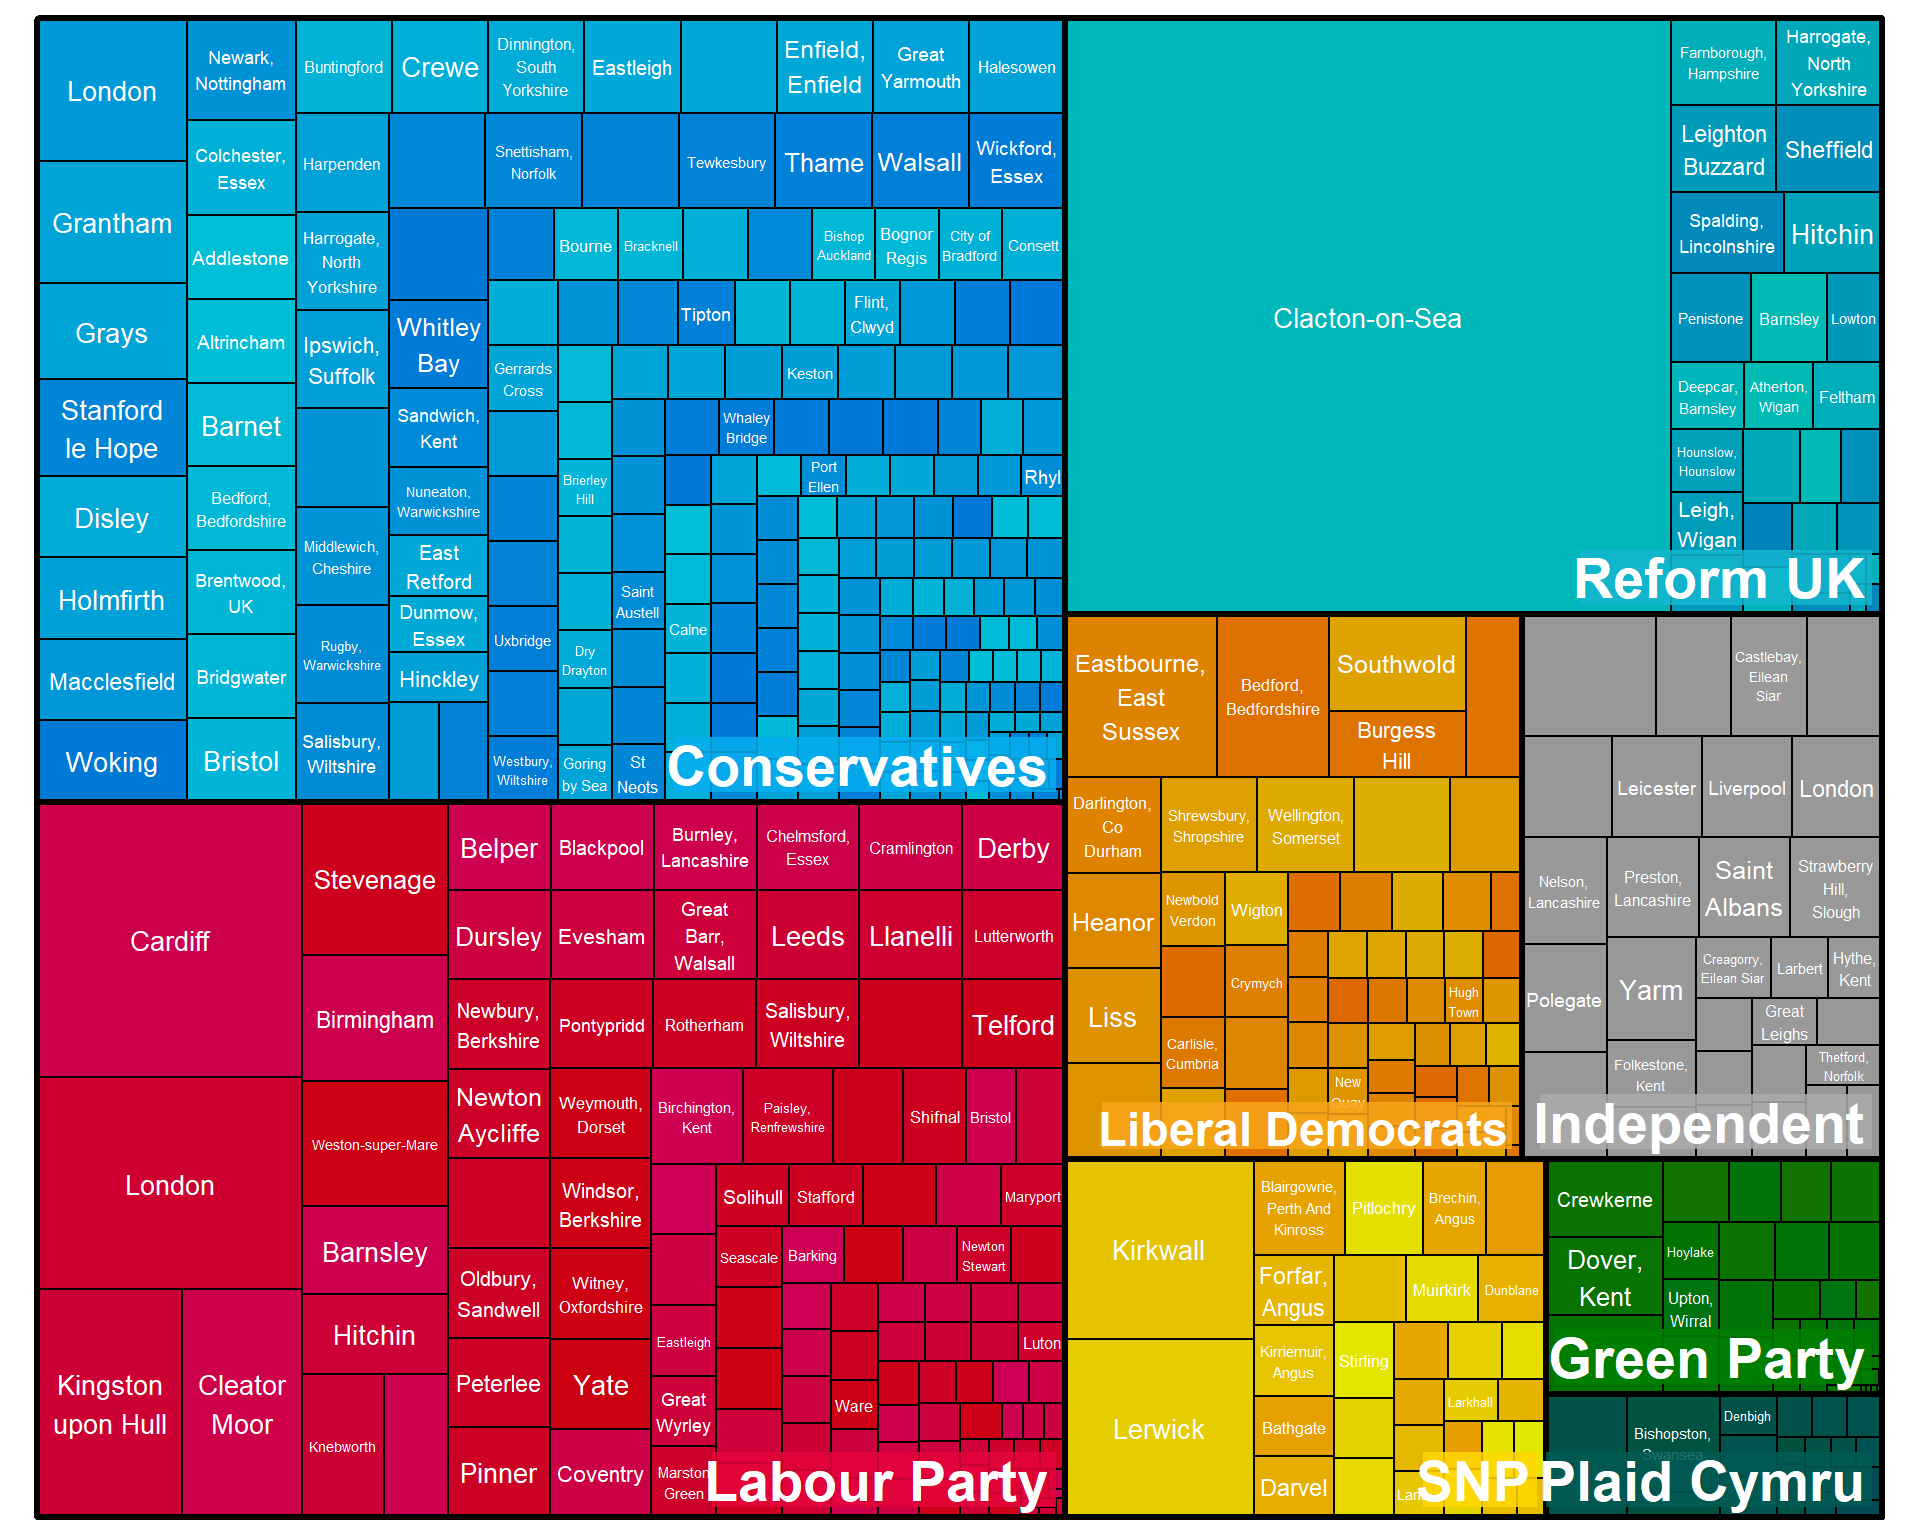 London
Grantham
Grays
Stanford
le Hope
Disley
Holmfirth
Macclesfield
Woking
Newark,
Nottingham
Colchester,
Essex
Addlestone
Altrincham
Barnet
Bedford,
Bedfordshire
Brentwood,
UK
Bridgwater
Bristol
Buntingford
Crewe
Dinnington,
South
Yorkshire
Eastleigh
Enfield,
Enfield
Great
Yarmouth
Halesowen
Harpenden
Harrogate,
North
Yorkshire
Ipswich,
Suffolk
Middlewich,
Cheshire
Rugby,
Warwickshire
Salisbury,
Wiltshire
Snettisham,
Norfolk
Tewkesbury
Thame
Walsall
Wickford,
Essex
Whitley
Bay
Sandwich,
Kent
Nuneaton,
Warwickshire
East
Retford
Dunmow,
Essex
Hinckley
Bourne
Bracknell
Bishop
Auckland
Bognor
Regis
City of
Bradford
Consett
Tipton
Flint,
Clwyd
Gerrards
Cross
Keston
Whaley
Bridge
Brierley
Hill
Port
Ellen
Rhyl
Saint
Austell
Calne
Uxbridge
Dry
Drayton
Westbury,
Wiltshire
Goring
by Sea
St
Neots
Conservatives
Clacton-on-Sea
Farnborough,
Hampshire
Harrogate,
North
Yorkshire
Leighton
Buzzard
Sheffield
Spalding,
Lincolnshire
Hitchin
Penistone
Barnsley
Lowton
Deepcar,
Barnsley
Atherton,
Wigan
Feltham
Hounslow,
Hounslow
Leigh,
Wigan
Reform UK
Eastbourne,
East
Sussex
Bedford,
Bedfordshire
Southwold
Burgess
Hill
Darlington,
Co
Durham
Shrewsbury,
Shropshire
Wellington,
Somerset
Heanor
Newbold
Verdon
Wigton
Crymych
Liss
Carlisle,
Cumbria
Hugh
Town
New
Quay
Liberal Democrats
Castlebay,
Eilean
Siar
Leicester
Liverpool
London
Nelson,
Lancashire
Preston,
Lancashire
Saint
Albans
Strawberry
Hill,
Slough
Polegate
Yarm
Creagorry,
Eilean Siar
Larbert
Hythe,
Kent
Great
Leighs
Folkestone,
Kent
Thetford,
Norfolk
Independent
Cardiff
London
Kingston
upon Hull
Cleator
Moor
Stevenage
Birmingham
Weston-super-Mare
Barnsley
Hitchin
Knebworth
Belper
Blackpool
Burnley,
Lancashire
Chelmsford,
Essex
Cramlington
Derby
Dursley
Evesham
Great
Barr,
Walsall
Leeds
Llanelli
Lutterworth
Newbury,
Berkshire
Pontypridd
Rotherham
Salisbury,
Wiltshire
Telford
Newton
Aycliffe
Weymouth,
Dorset
Birchington,
Kent
Paisley,
Renfrewshire
Shifnal
Bristol
Windsor,
Berkshire
Solihull
Stafford
Maryport
Oldbury,
Sandwell
Witney,
Oxfordshire
Seascale
Barking
Newton
Stewart
Eastleigh
Luton
Peterlee
Yate
Great
Wyrley
Ware
Pinner
Coventry
Marston
Green
Labour Party
Kirkwall
Lerwick
Blairgowrie,
Perth And
Kinross
Pitlochry
Brechin,
Angus
Forfar,
Angus
Muirkirk
Dunblane
Kirriemuir,
Angus
Stirling
Larkhall
Bathgate
Darvel
SNP
Crewkerne
Dover,
Kent
Hoylake
Upton,
Wirral
Green Party
Bishopston,
Swansea
Denbigh
Plaid Cymru